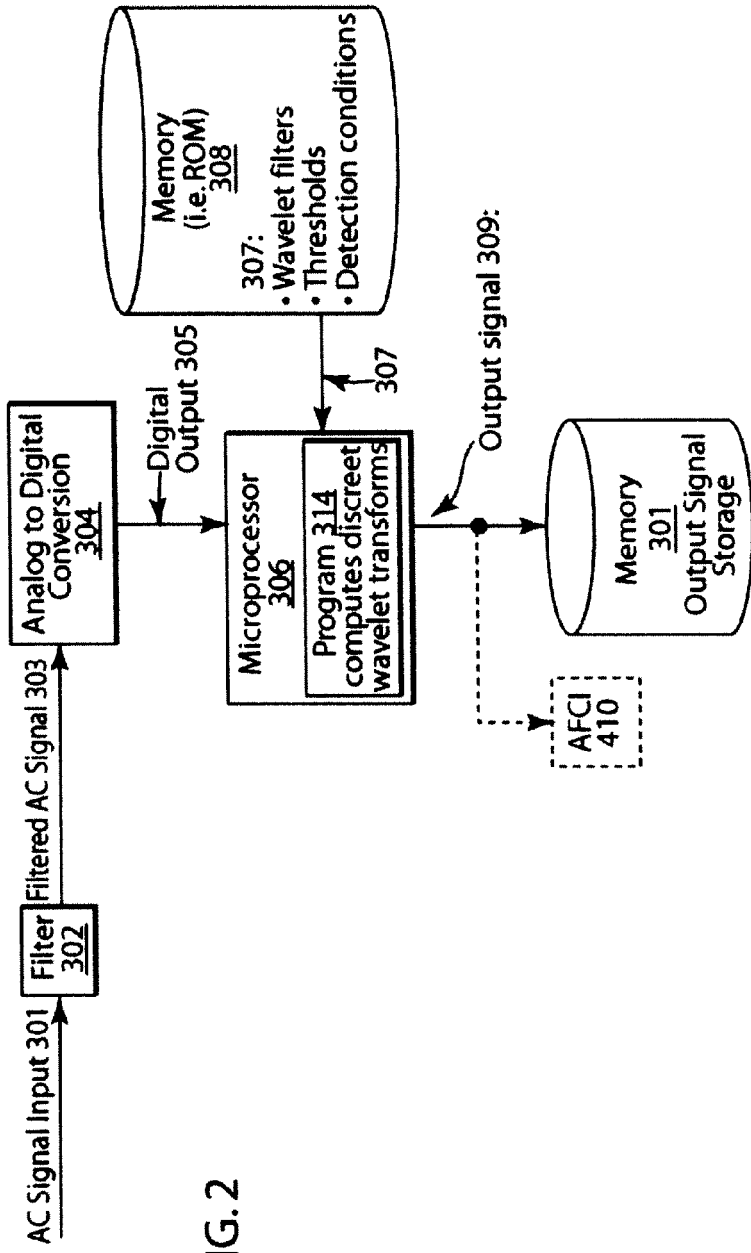 AC Signal Input 301
Filter
302
Filtered AC Signal 303
Analog to Digital
Conversion
304
Digital
Output 305
Memory
(i.e. ROM)
308
307:
• Wavelet filters
• Thresholds
• Detection conditions
307
Microprocessor
306
Program 314
computes discreet
wavelet transforms
Output signal 309:
AFCI
410
Memory
301
Output Signal
Storage
IG. 2